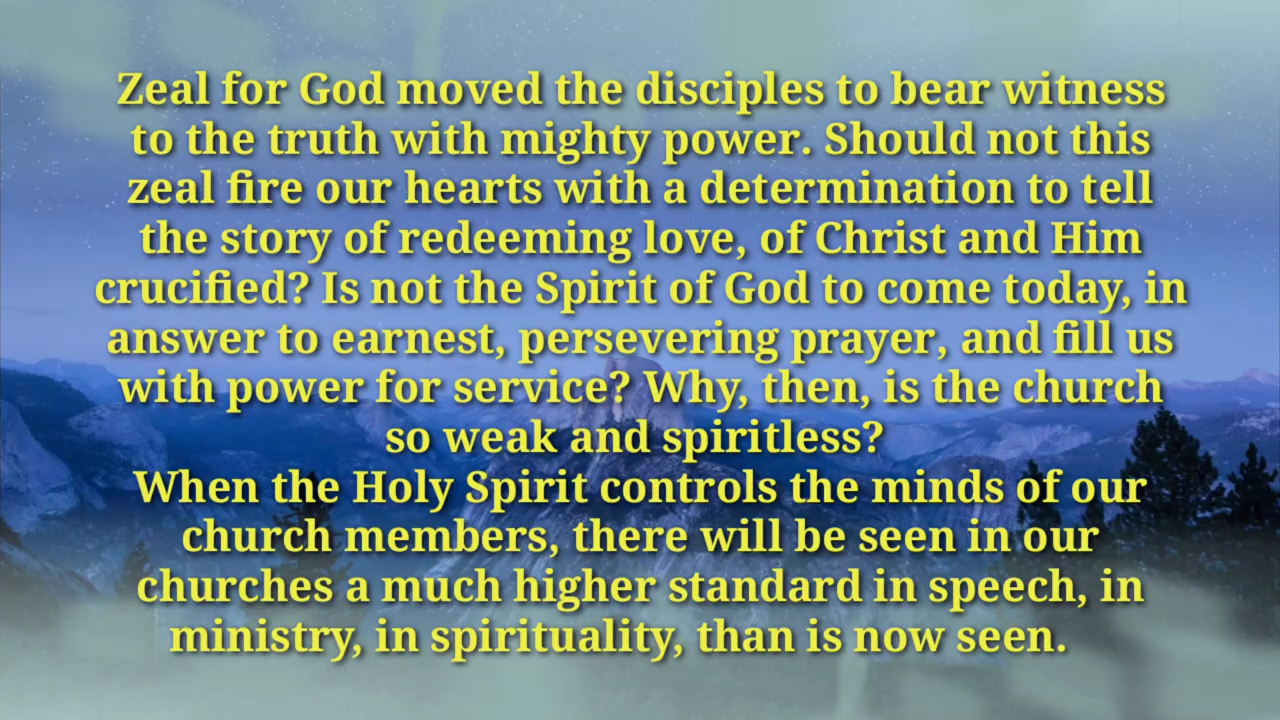 Zeal for God moved the disciples to bear witness
to the truth with mighty power. Should not this
zeal fire our hearts with a determination to tell
the story of redeeming love, of Christ and Him
crucified? Is not the Spirit of God to come today, in
answer to earnest, persevering prayer, and fill us
with power for service? Why, then, is the church
so weak and spiritless?
When the Holy Spirit controls the minds of our
church members, there will be seen in our
churches a much higher standard in speech, in
ministry, in spirituality, than is now seen.